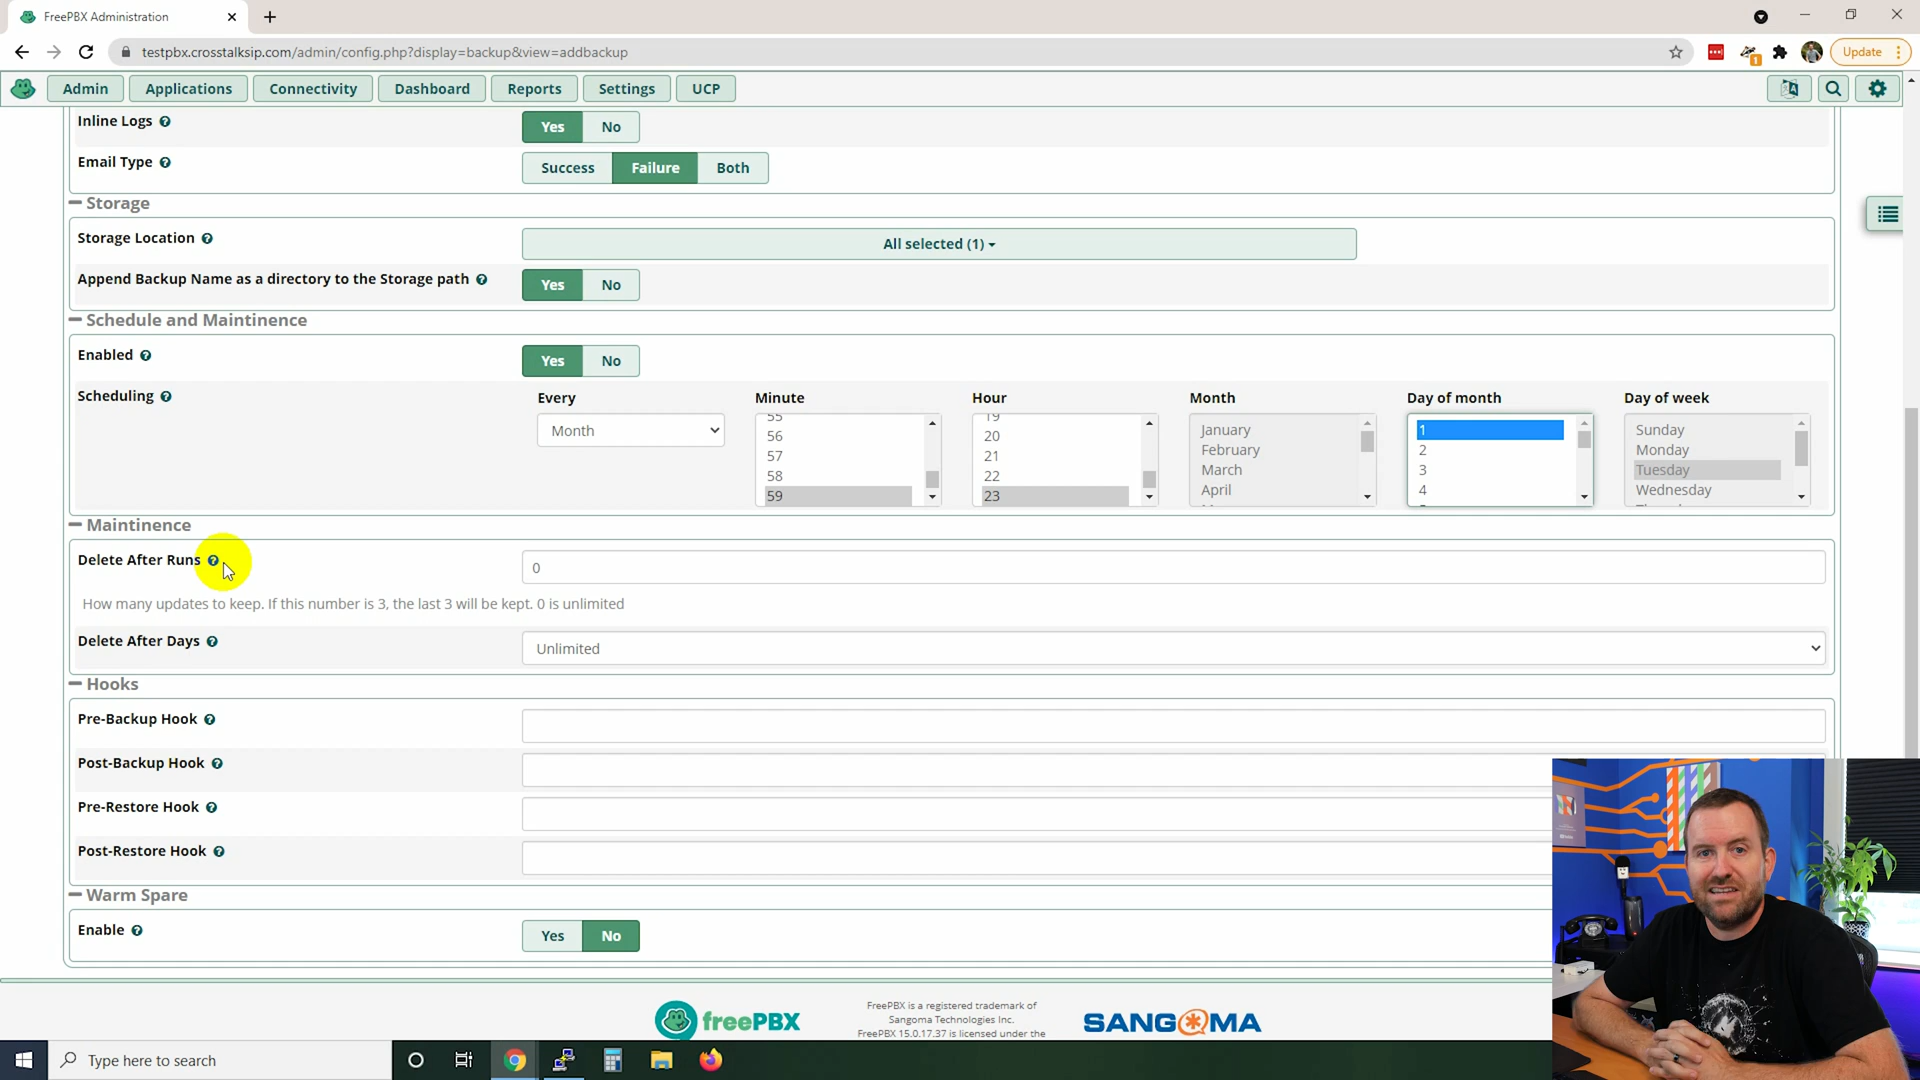 FreePBX Administration
testpbx.crosstalksip.com/admin/config.php?display=backup&view=addbackup
1
Update
Admin
Applications
Connectivity
Dashboard
Reports
Settings
UCP
Inline Logs
Yes No
Email Type
Success Failure Both
Storage
Storage Location
All selected (1)
Append Backup Name as a directory to the Storage path
Yes No
Schedule and Maintinence
Enabled
Yes No
Scheduling
Every
Month
Minute
55
56
57
58
59
Hour
19
20
21
22
23
Month
January
February
March
April
Day of month
1
2
3
4
Day of week
Sunday
Monday
Tuesday
Wednesday
Maintinence
Delete After Runs
0
How many updates to keep. If this number is 3, the last 3 will be kept. 0 is unlimited
Delete After Days
Unlimited
Hooks
Pre-Backup Hook
Post-Backup Hook
Pre-Restore Hook
Post-Restore Hook
Warm Spare
Enable
Yes No
freePBX
FreePBX is a registered trademark of
Sangoma Technologies Inc.
FreePBX 15.0.17.37 is licensed under the
SANGOMA
Type here to search